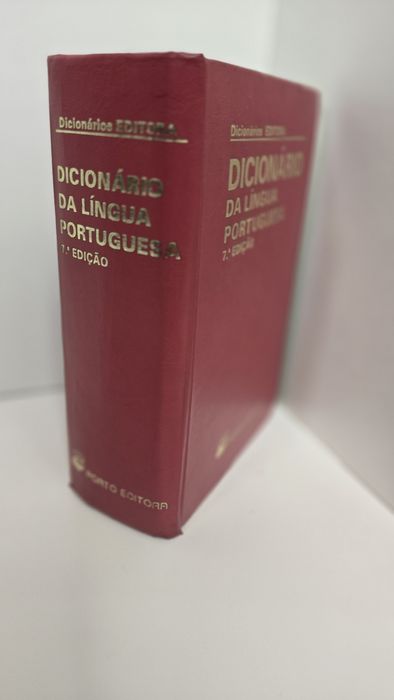 Dicionários EDITORA
DICIONÁRIO
DA LÍNGUA
PORTUGUESA
7.ª EDIÇÃO
PORTO EDITORA
Dicionários EDITORA
DICIONÁRIO
DA LÍNGUA
PORTUGUESA
7.ª EDIÇÃO